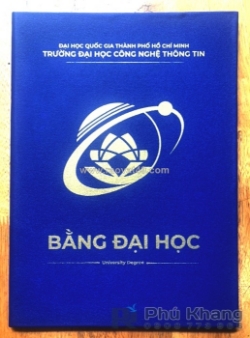 ĐẠI HỌC QUỐC GIA THÀNH PHỐ HỒ CHÍ MINH
TRƯỜNG ĐẠI HỌC CÔNG NGHỆ THÔNG TIN
BẰNG ĐẠI HỌC
University Degree
Phú Khang